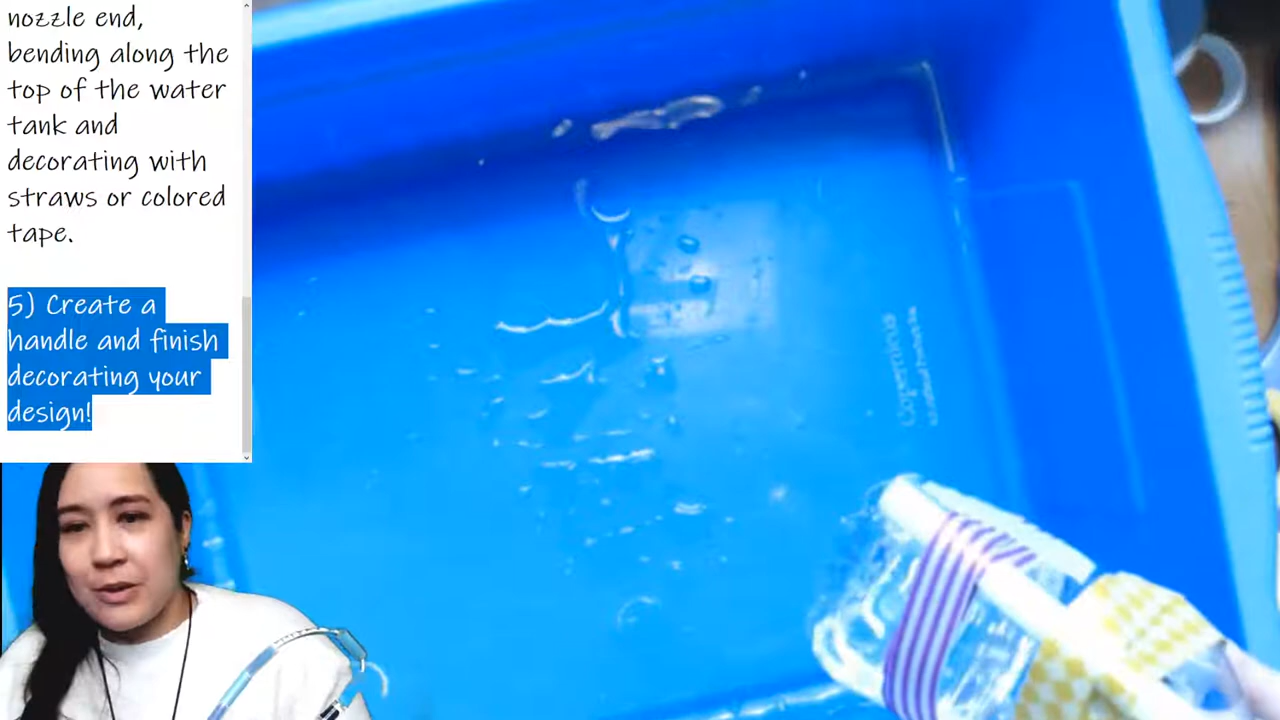 nozzle end,
bending along the
top of the water
tank and
decorating with
straws or colored
tape.
5) Create a
handle and finish
decorating your
design!
Copernicus